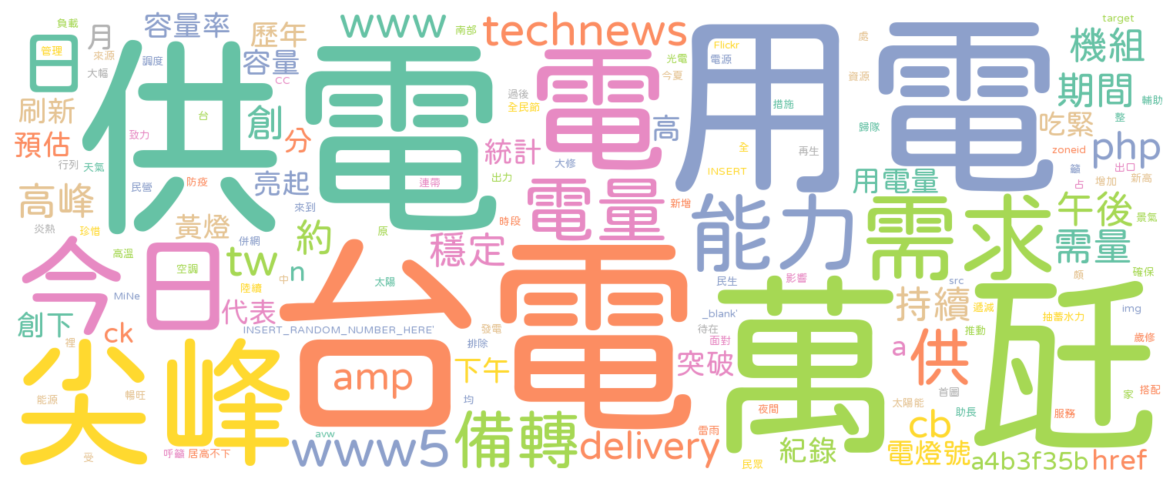 負載
容量率
歷年
www
南部
technews
處
target
日
管理
月
來源
大幅
調度
容量
cc
供電
電
光電
今夏
Flickr
電源
用電
資源
機組
期間
輔助
刷新
台
創
分
過後
全民節
高
措施
歸隊
吃緊
整
預估
致力
統計
大修
再生
全
zoneid
php
行列
天氣
民營
防疫
亮起
連帶
出力
INSERT
用電量
籲
出口
占
增加
新高
高峰
來到
電量
新增
能力
需求
午後
景氣
炎熱
珍惜
黃燈
併網
約
原
時段
穩定
需量
今日
高溫
空調
tw
n
中
太陽
陸續
MiNe
台電
民生
影響
src
顏
確保
創下
ck
代表
INSERT_RANDOM_NUMBER_HERE'
發電
_blank'
待在
萬瓩
持續
遞減
抽蓄水力
img
裡
排除
面對
突破
a
供
推動
歲修
尖峰
amp
下午
均
首圖
家
搭配
能源
暢旺
夜間
太陽能
助長
服務
avw
www5
備轉
delivery
雷雨
紀錄
cb
電燈號
受
呼籲
居高不下
民眾
a4b3f35b
href